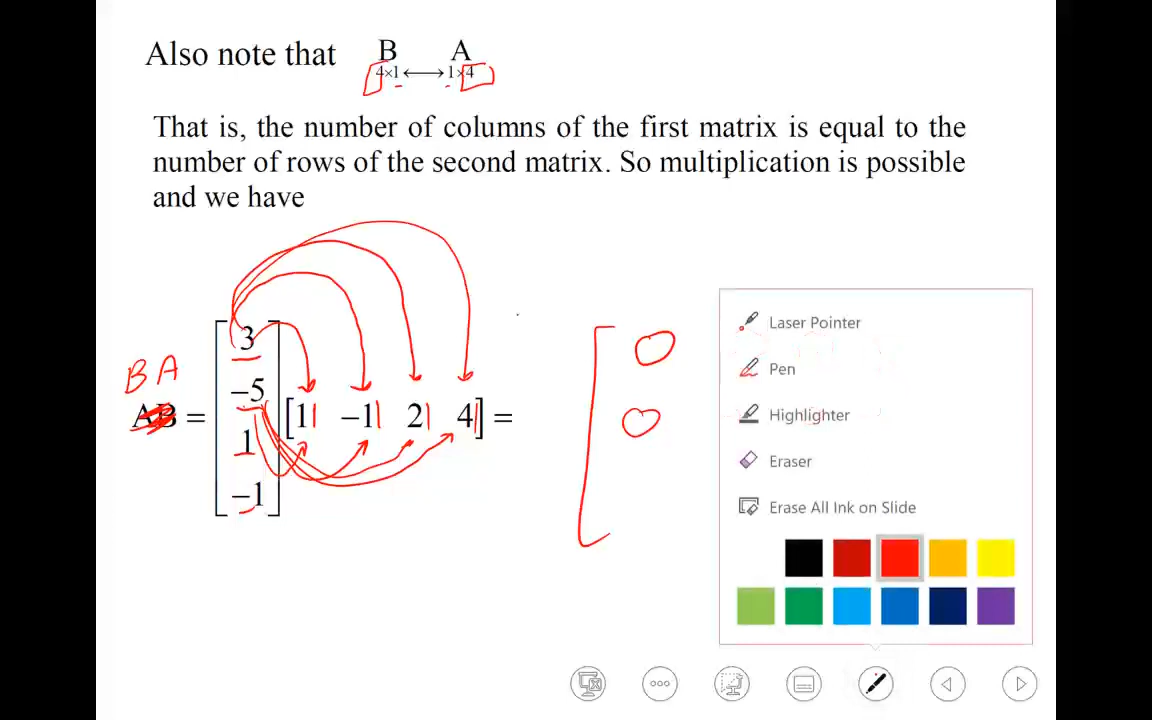 Also note that B A
4×1 ⟷ 1×4
That is, the number of columns of the first matrix is equal to the
number of rows of the second matrix. So multiplication is possible
and we have
BA
AB = [3 -5 1 -1] [1 -1 2 4] =
Laser Pointer
Pen
Highlighter
Eraser
Erase All Ink on Slide